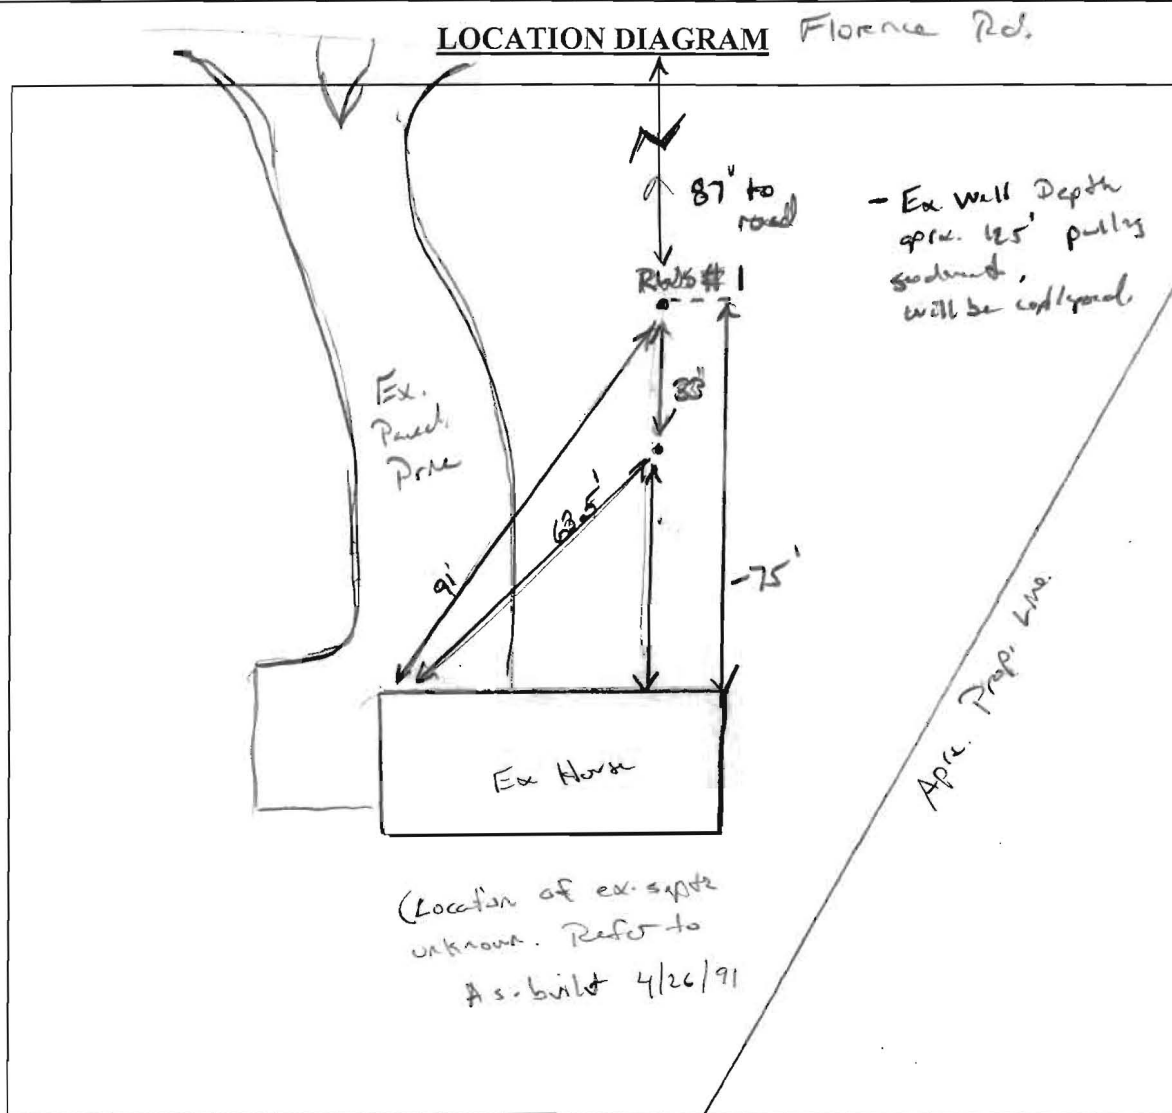 LOCATION DIAGRAM Florence Rd.
87' to
road
- Ex Well Depth
aprx. 125' pulling
sediment,
will be
RWS # 1
33'
Ex.
Paved
Drive
63.5'
91'
75'
Aprx. Prop. Line.
Ex House
(Location of ex. septic
unknown. Refer to
As-built 4/26/91